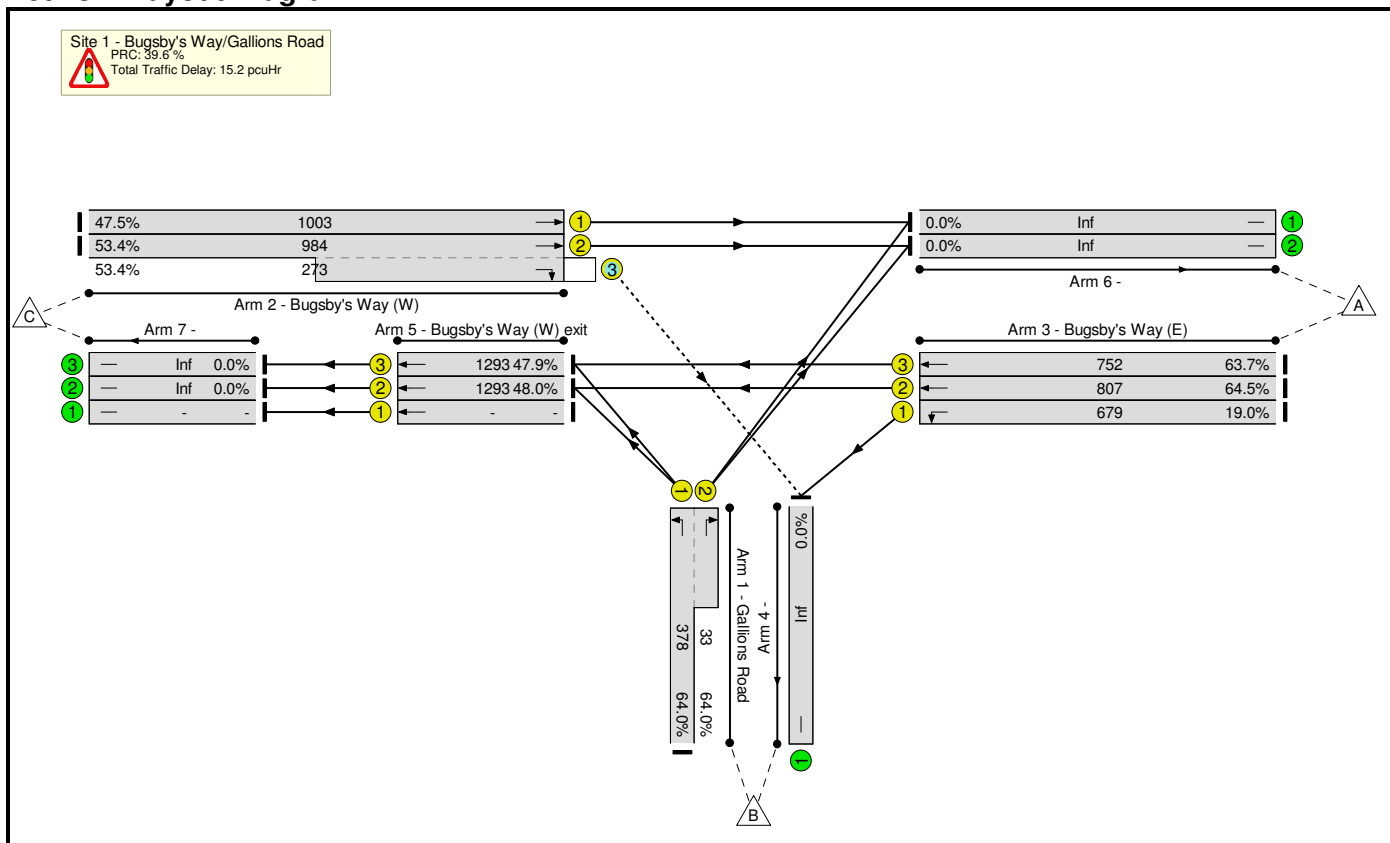 Site 1 - Bugsby's Way/Gallions Road
PRC: 39.6 %
Total Traffic Delay: 15.2 pcuHr
47.5% 1003 1
53.4% 984 2
53.4% 273 3
Arm 2 - Bugsby's Way (W)
0.0% Inf 1
0.0% Inf 2
Arm 6 -
C
A
Arm 7 -
Arm 5 - Bugsby's Way (W) exit
Arm 3 - Bugsby's Way (E)
3 Inf 0.0%
2 Inf 0.0%
1 - -
3 1293 47.9%
2 1293 48.0%
1 - -
3 752 63.7%
2 807 64.5%
1 679 19.0%
1 2
378 64.0%
33 64.0%
Arm 1 - Gallions Road
Arm 4 -
0.0% Inf
1
B